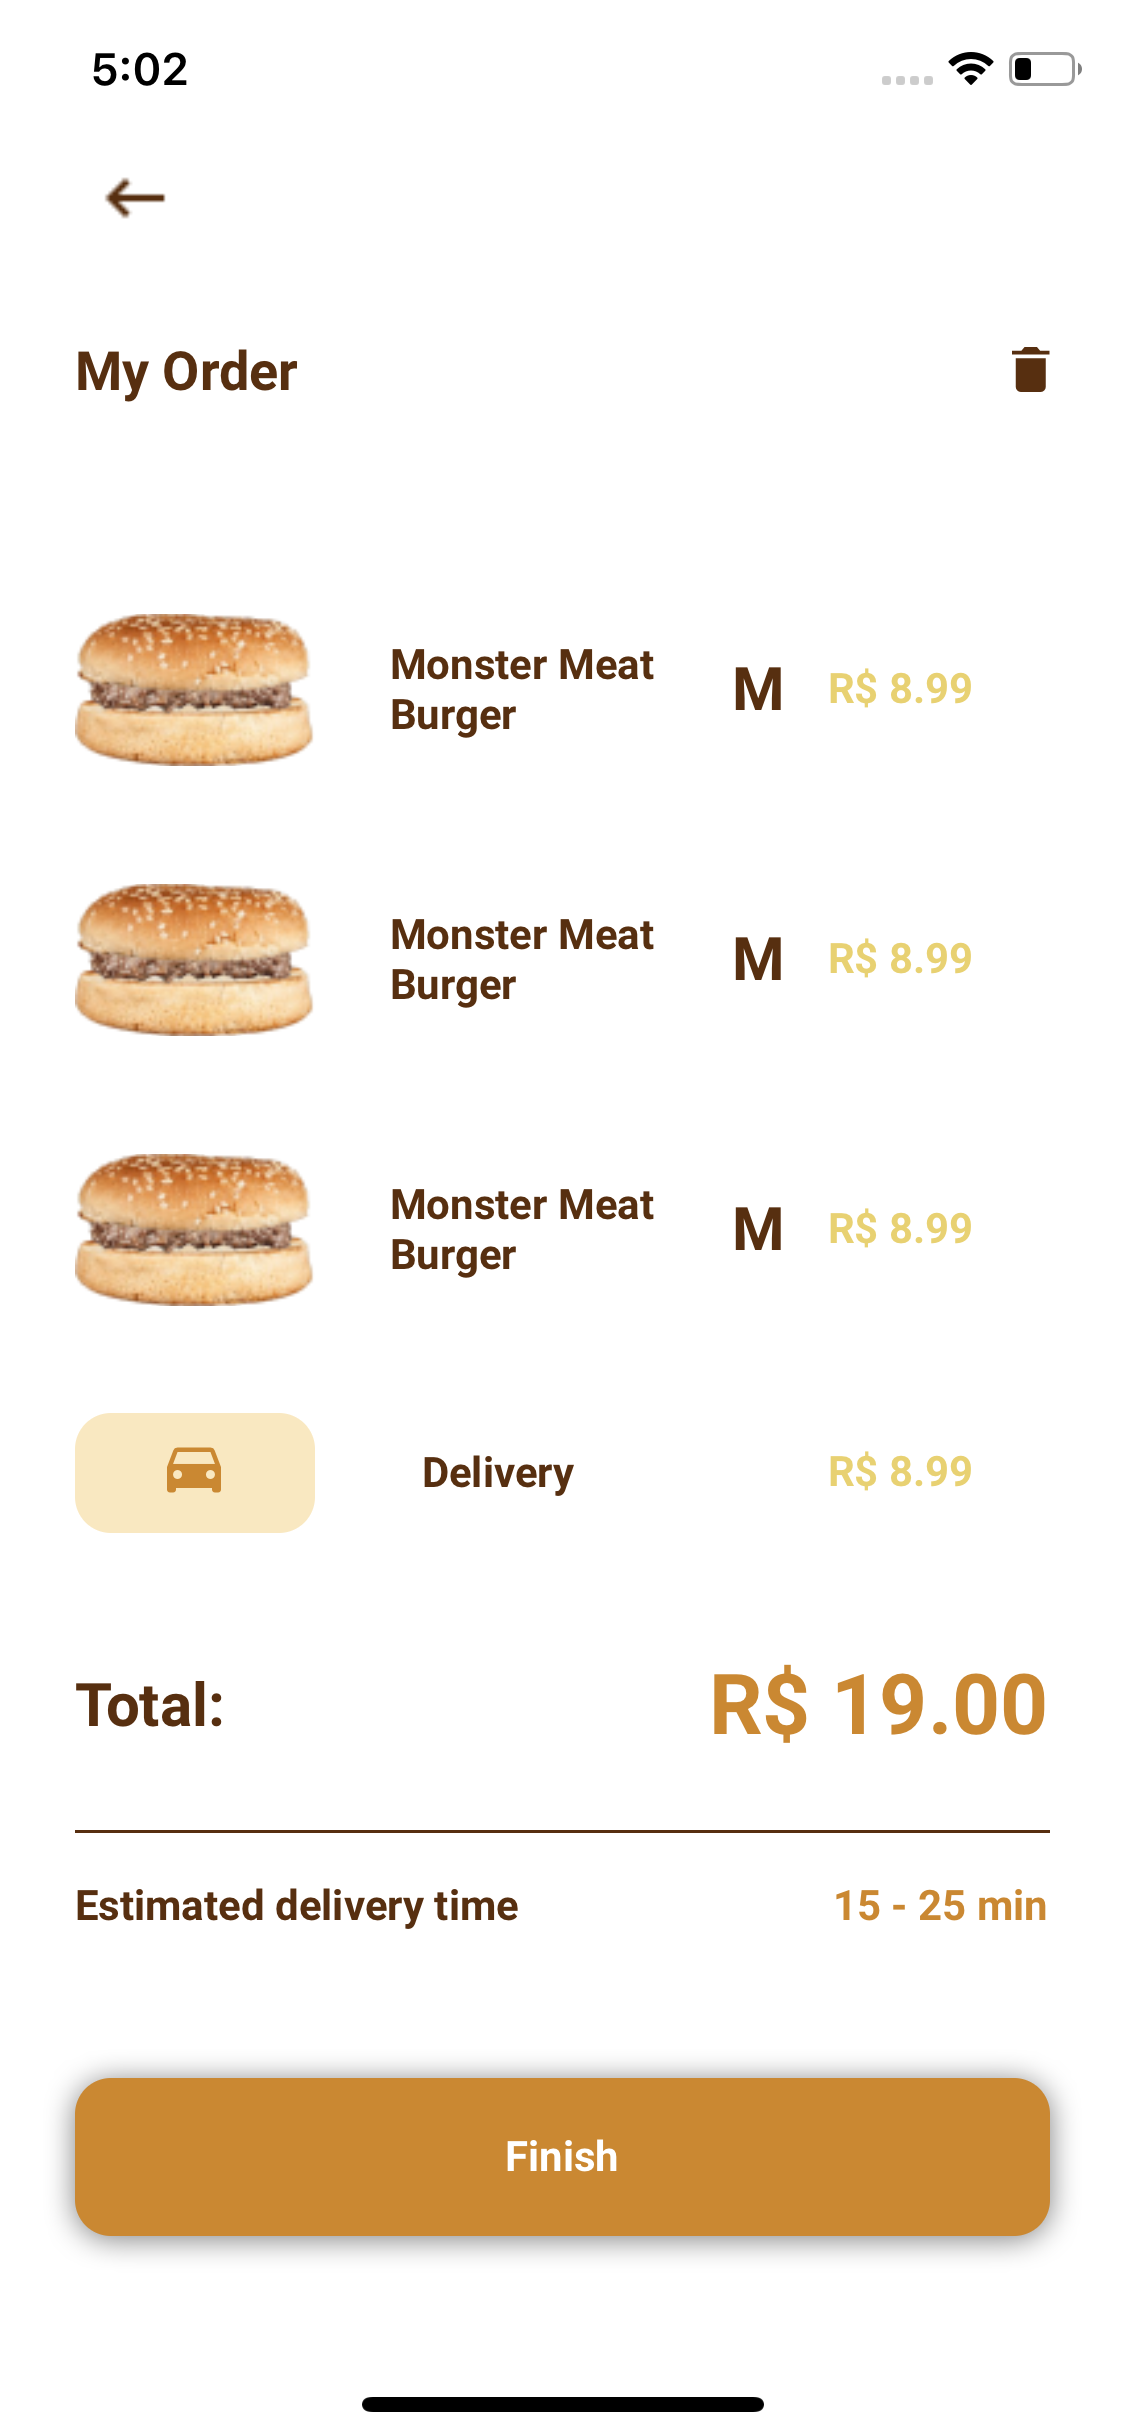 5:02
My Order
Monster Meat
Burger
M
R$ 8.99
Monster Meat
Burger
M
R$ 8.99
Monster Meat
Burger
M
R$ 8.99
Delivery
R$ 8.99
Total:
R$ 19.00
Estimated delivery time
15 - 25 min
Finish